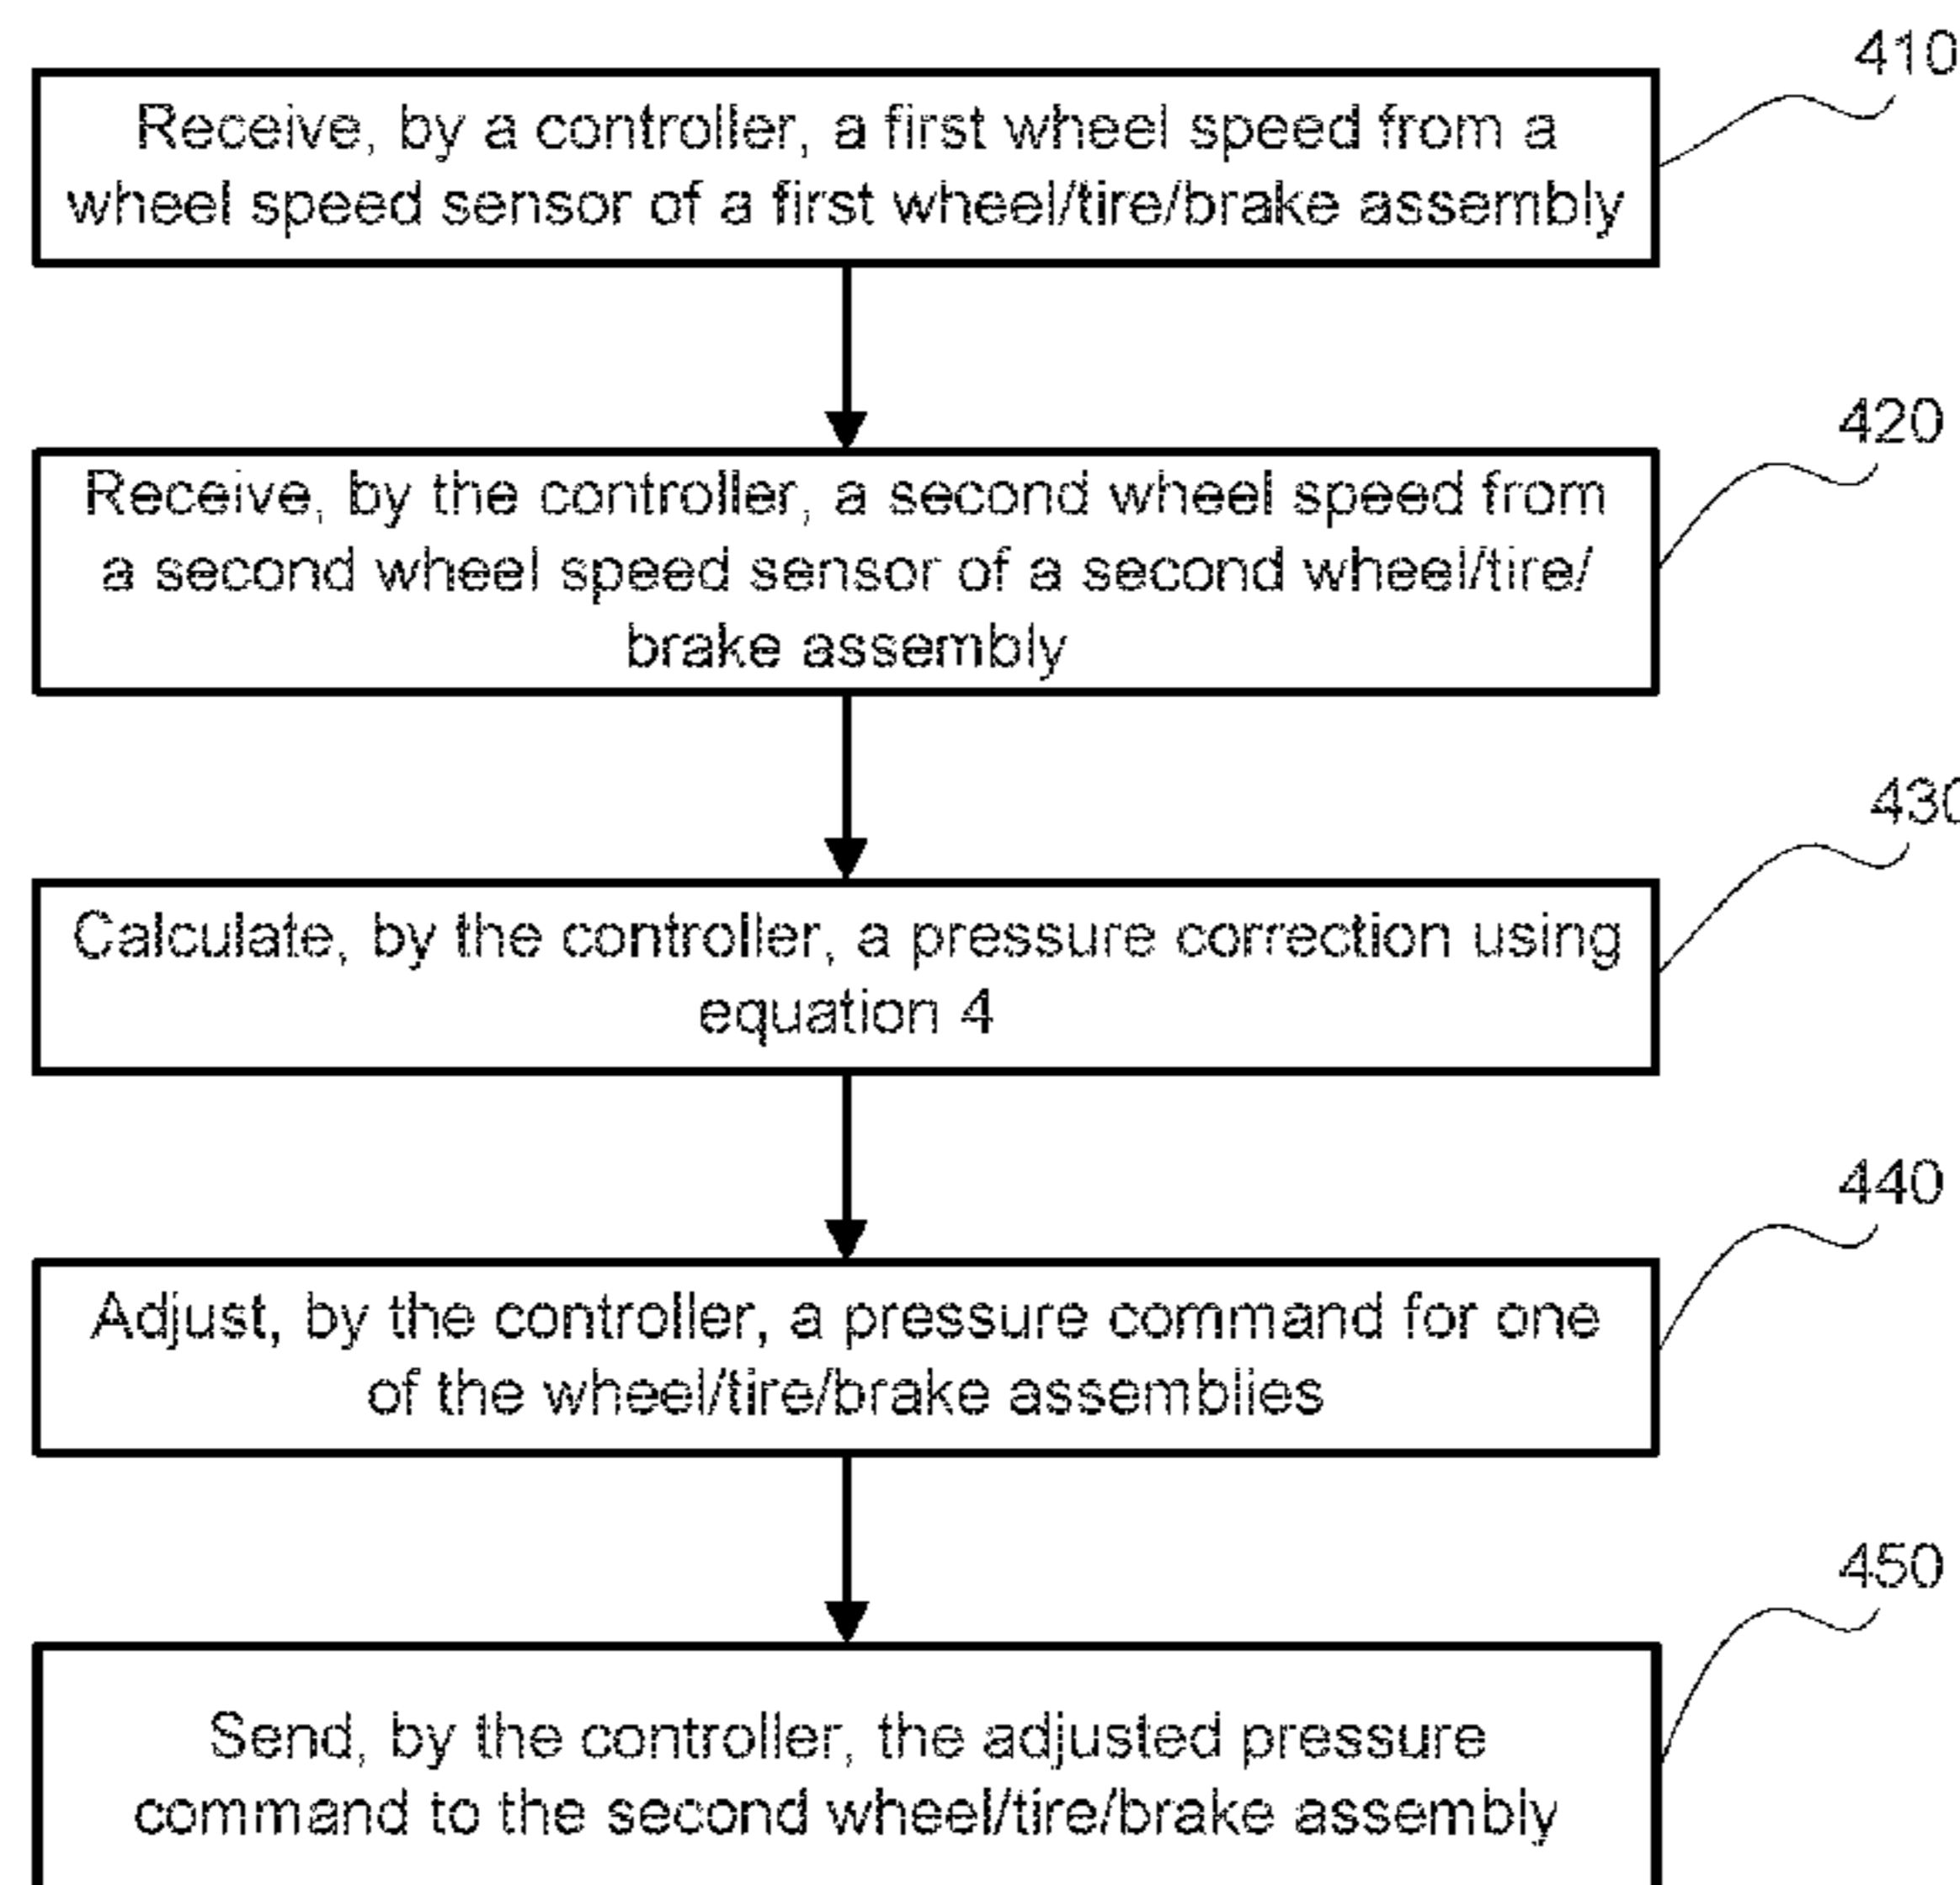 410
Receive, by a controller, a first wheel speed from a
wheel speed sensor of a first wheel/tire/brake assembly
420
Receive, by the controller, a second wheel speed from
a second wheel speed sensor of a second wheel/tire/
brake assembly
430
Calculate, by the controller, a pressure correction using
equation 4
440
Adjust, by the controller, a pressure command for one
of the wheel/tire/brake assemblies
450
Send, by the controller, the adjusted pressure
command to the second wheel/tire/brake assembly